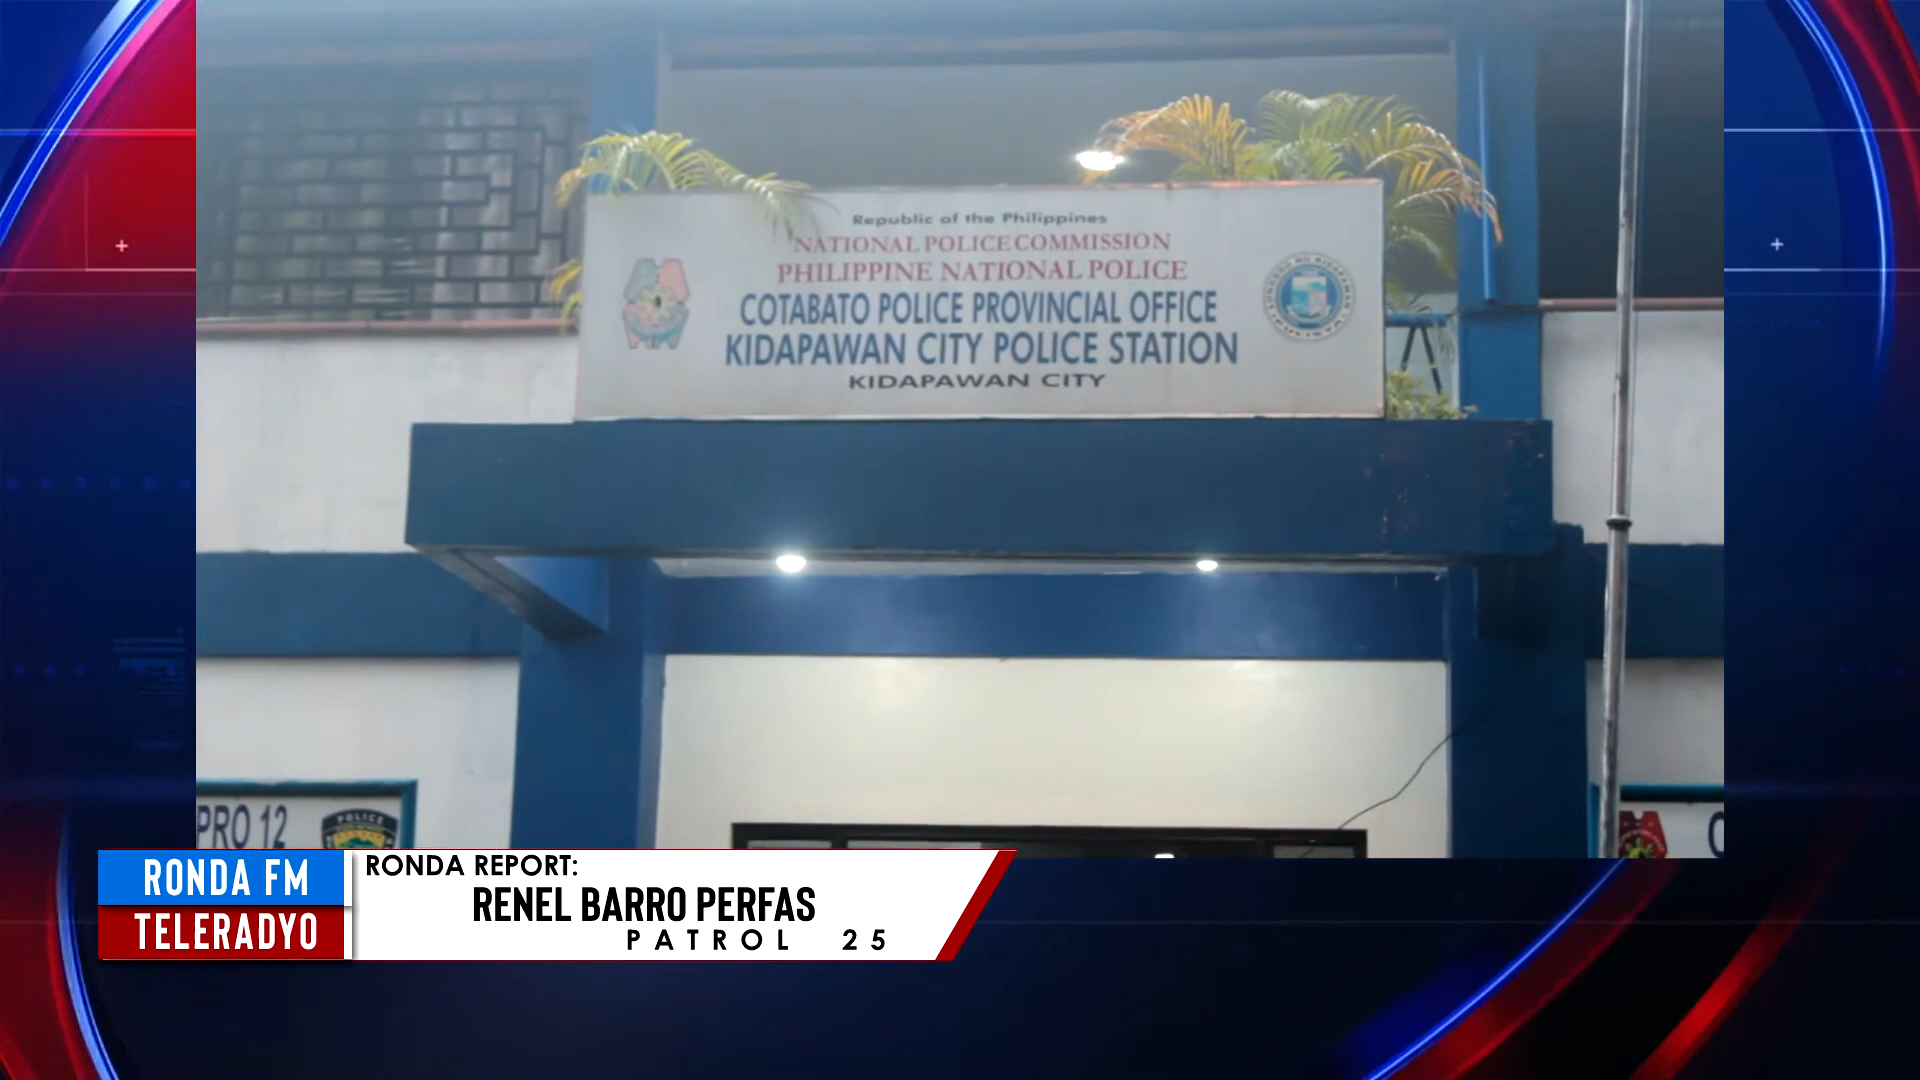 Republic of the Philippines
NATIONAL POLICE COMMISSION
PHILIPPINE NATIONAL POLICE
COTABATO POLICE PROVINCIAL OFFICE
KIDAPAWAN CITY POLICE STATION
KIDAPAWAN CITY
PRO 12
POLICE
RONDA FM
TELERADYO
RONDA REPORT:
RENEL BARRO PERFAS
PATROL 25